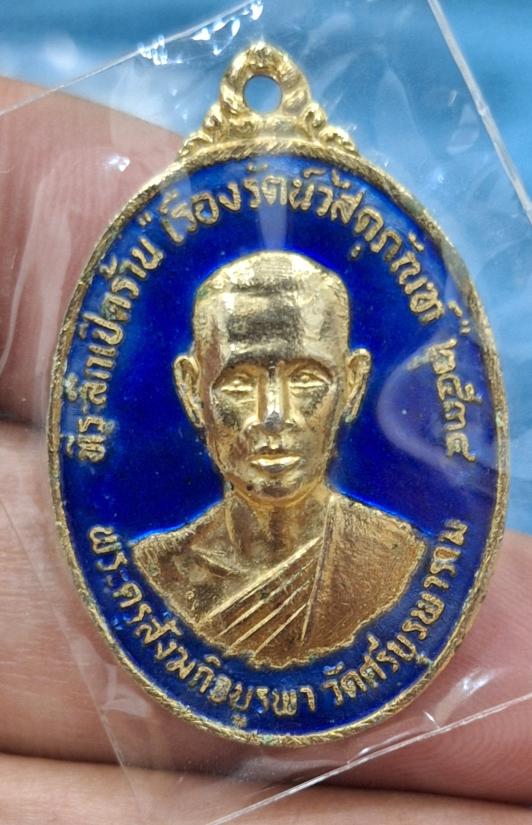 ที่ระลึกเปิดร้าน "เรืองรัตน์วัสดุภัณฑ์" ๒๕๓๔
พระครูสังฆกิจบูรพา วัดศรีบูรพาราม